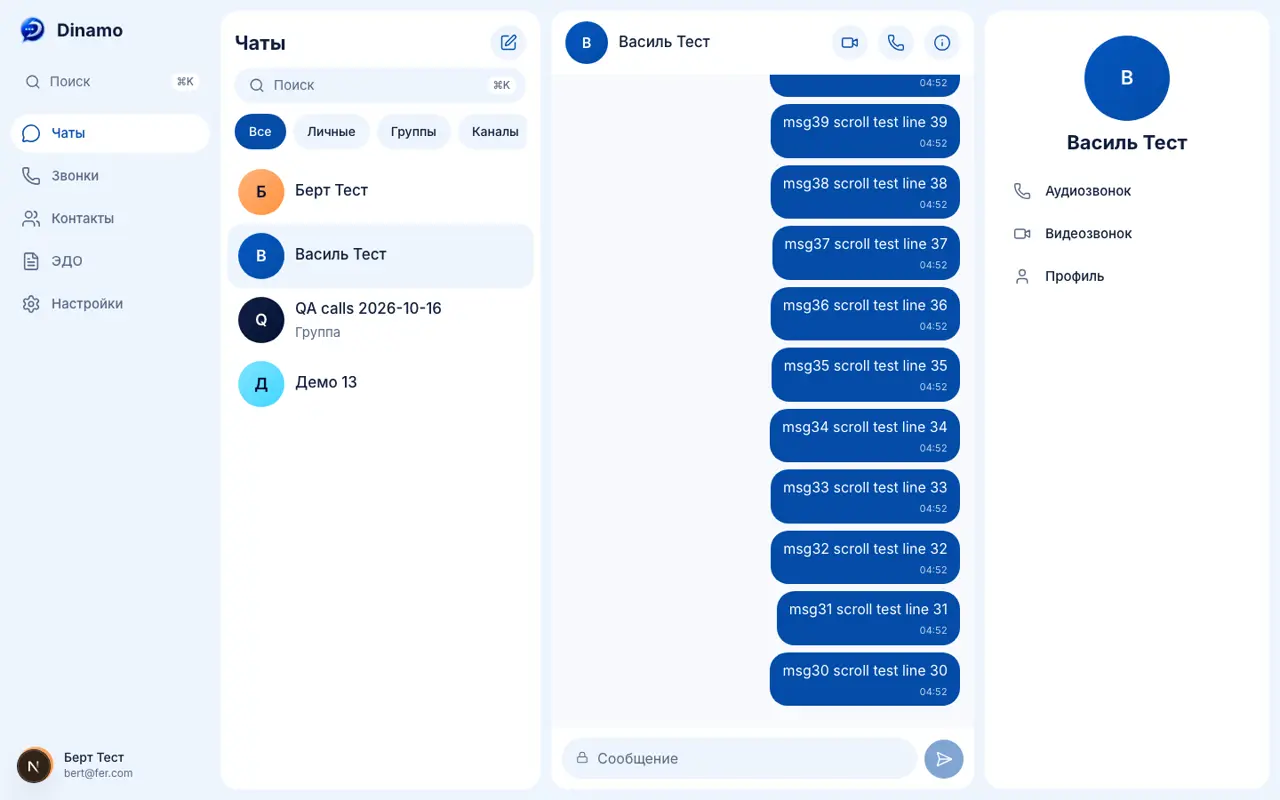 Dinamo
Поиск
⌘K
Чаты
Звонки
Контакты
ЭДО
Настройки
N
Берт Тест
bert@fer.com
Чаты
Поиск
⌘K
Все
Личные
Группы
Каналы
Б
Берт Тест
В
Василь Тест
Q
QA calls 2026-10-16
Группа
Д
Демо 13
В
Василь Тест
04:52
msg39 scroll test line 39
04:52
msg38 scroll test line 38
04:52
msg37 scroll test line 37
04:52
msg36 scroll test line 36
04:52
msg35 scroll test line 35
04:52
msg34 scroll test line 34
04:52
msg33 scroll test line 33
04:52
msg32 scroll test line 32
04:52
msg31 scroll test line 31
04:52
msg30 scroll test line 30
04:52
Сообщение
В
Василь Тест
Аудиозвонок
Видеозвонок
Профиль